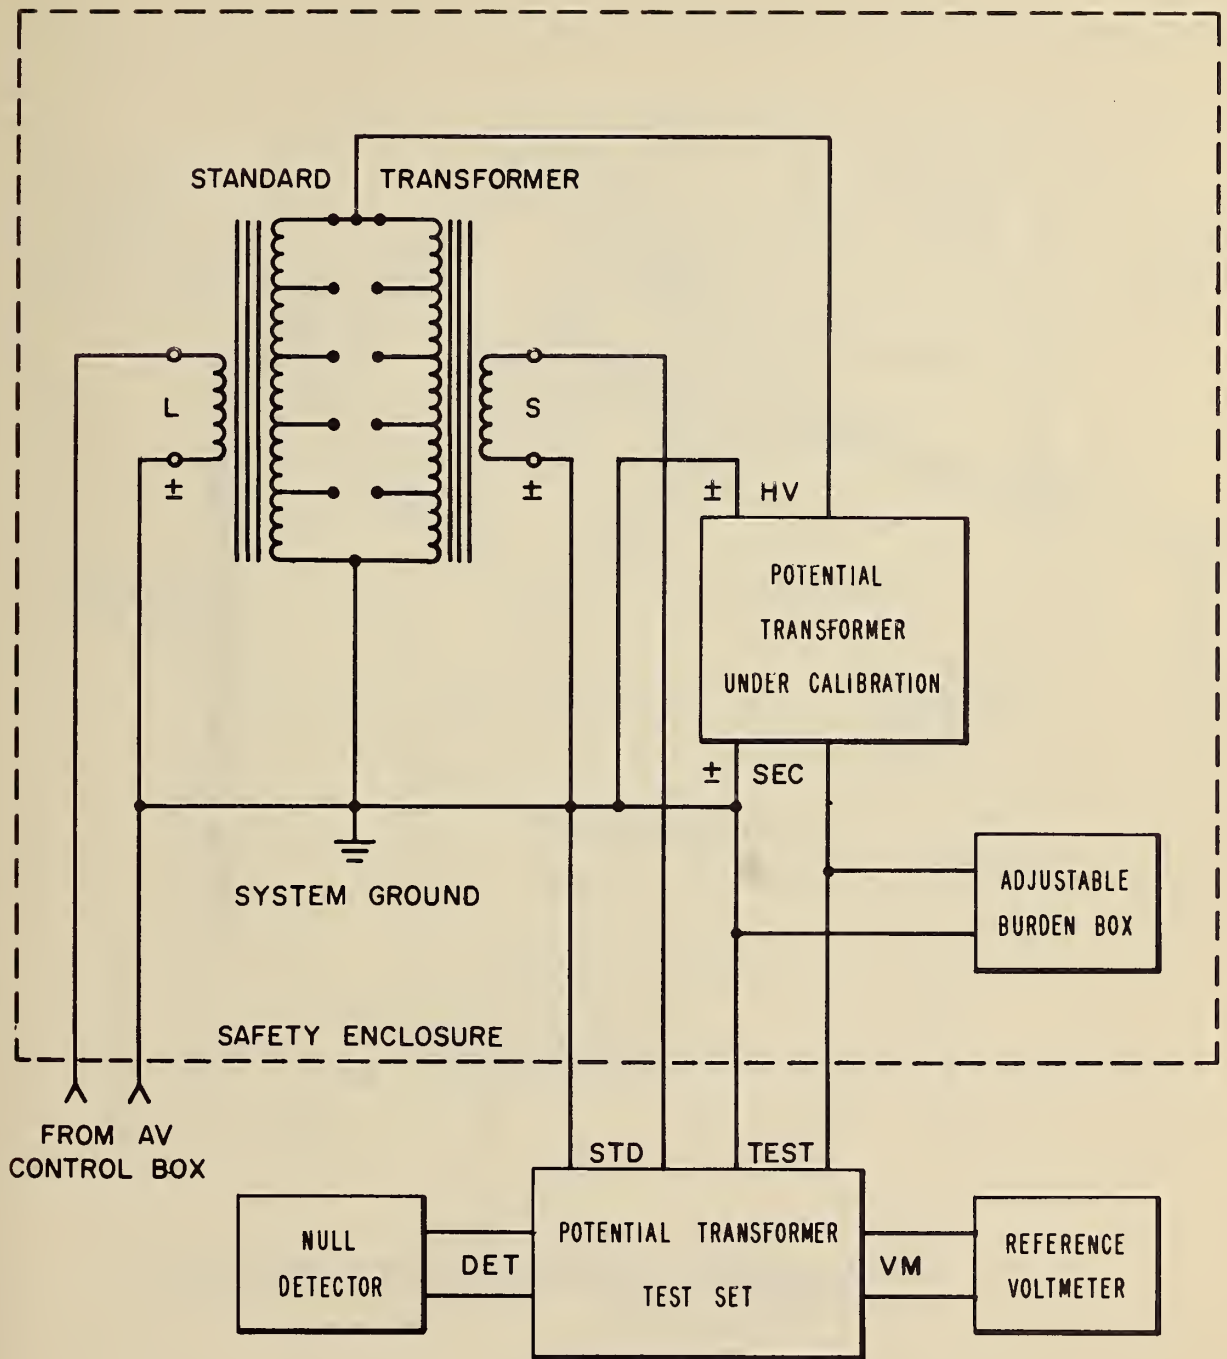 STANDARD TRANSFORMER
L
±
S
±
± HV
POTENTIAL
TRANSFORMER
UNDER CALIBRATION
± SEC
SYSTEM GROUND
ADJUSTABLE
BURDEN BOX
SAFETY ENCLOSURE
FROM AV
CONTROL BOX
STD
TEST
NULL
DETECTOR
DET
POTENTIAL TRANSFORMER
TEST SET
VM
REFERENCE
VOLTMETER